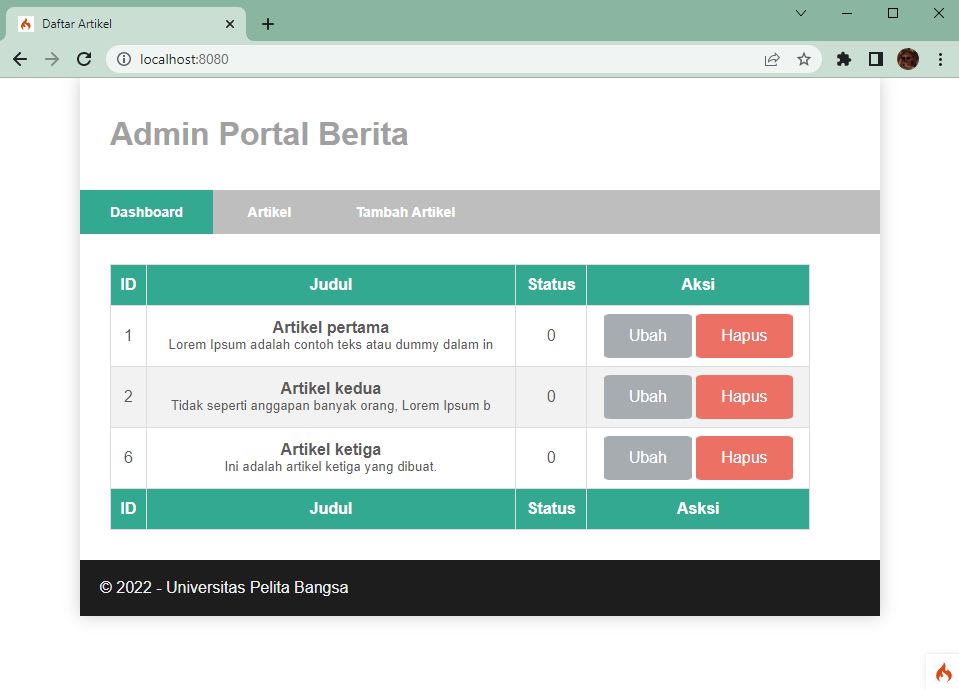 Daftar Artikel
localhost:8080
Admin Portal Berita
Dashboard Artikel Tambah Artikel
ID Judul Status Aksi
1 Artikel pertama 0 Ubah Hapus
Lorem Ipsum adalah contoh teks atau dummy dalam in
2 Artikel kedua 0 Ubah Hapus
Tidak seperti anggapan banyak orang, Lorem Ipsum b
6 Artikel ketiga 0 Ubah Hapus
Ini adalah artikel ketiga yang dibuat.
ID Judul Status Asksi
© 2022 - Universitas Pelita Bangsa